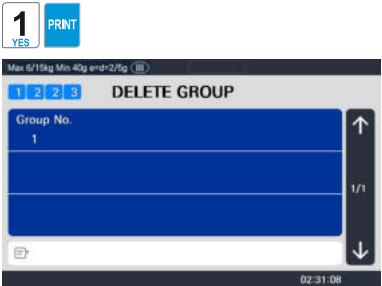 1
YES
PRINT
Max 6/15kg Min 40g e=d=2/5g (III)
1 2 2 3 DELETE GROUP
Group No.
1
1/1
02:31:08